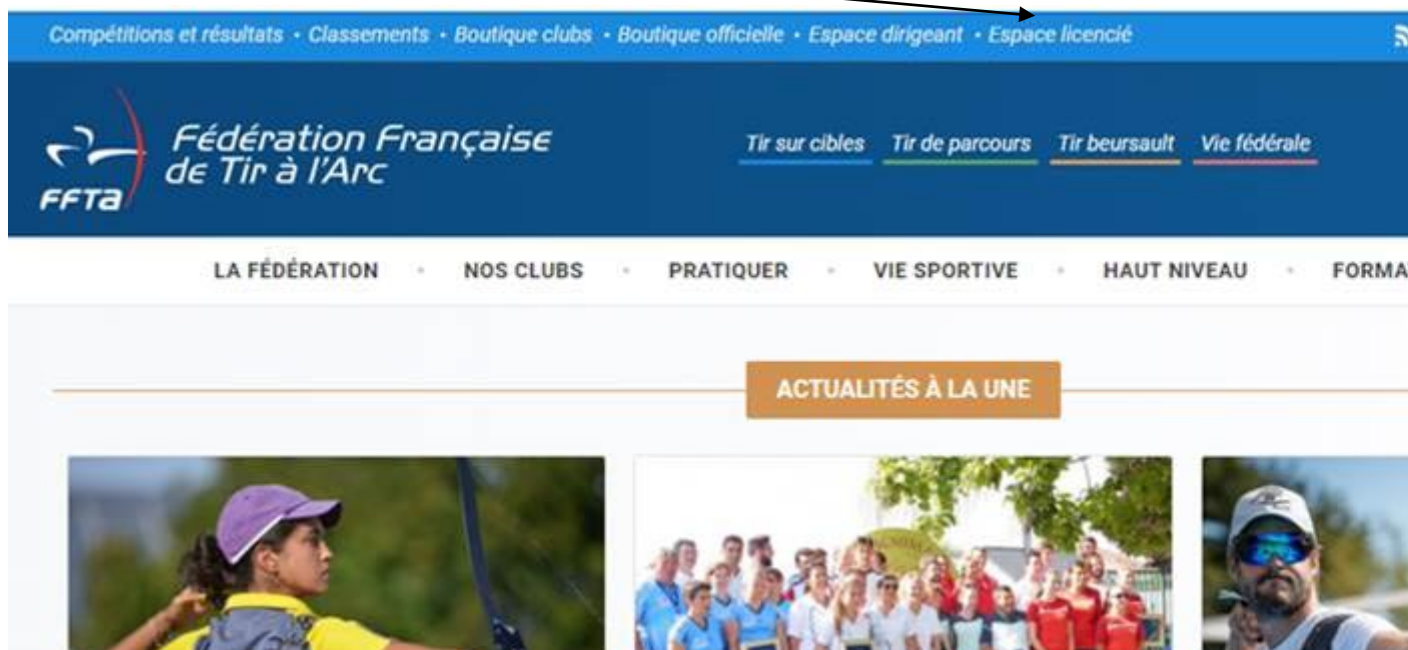 Compétitions et résultats • Classements • Boutique clubs • Boutique officielle • Espace dirigeant • Espace licencié
Fédération Française
de Tir à l'Arc
FFTa
Tir sur cibles Tir de parcours Tir beursault Vie fédérale
LA FÉDÉRATION • NOS CLUBS • PRATIQUER • VIE SPORTIVE • HAUT NIVEAU • FORMA
ACTUALITÉS À LA UNE